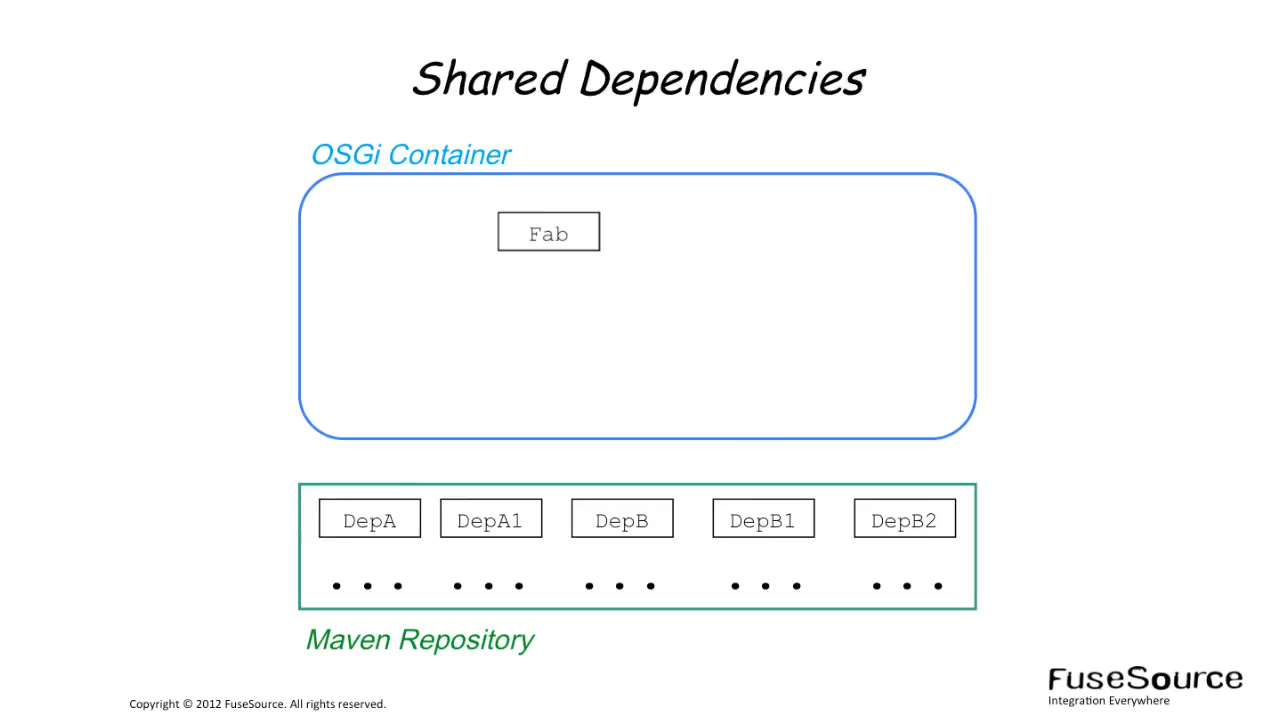 Shared Dependencies
OSGi Container
Fab
DepA DepA1 DepB DepB1 DepB2
. . . . . . . . . . . . . . .
Maven Repository
FuseSource
Integration Everywhere
Copyright © 2012 FuseSource. All rights reserved.